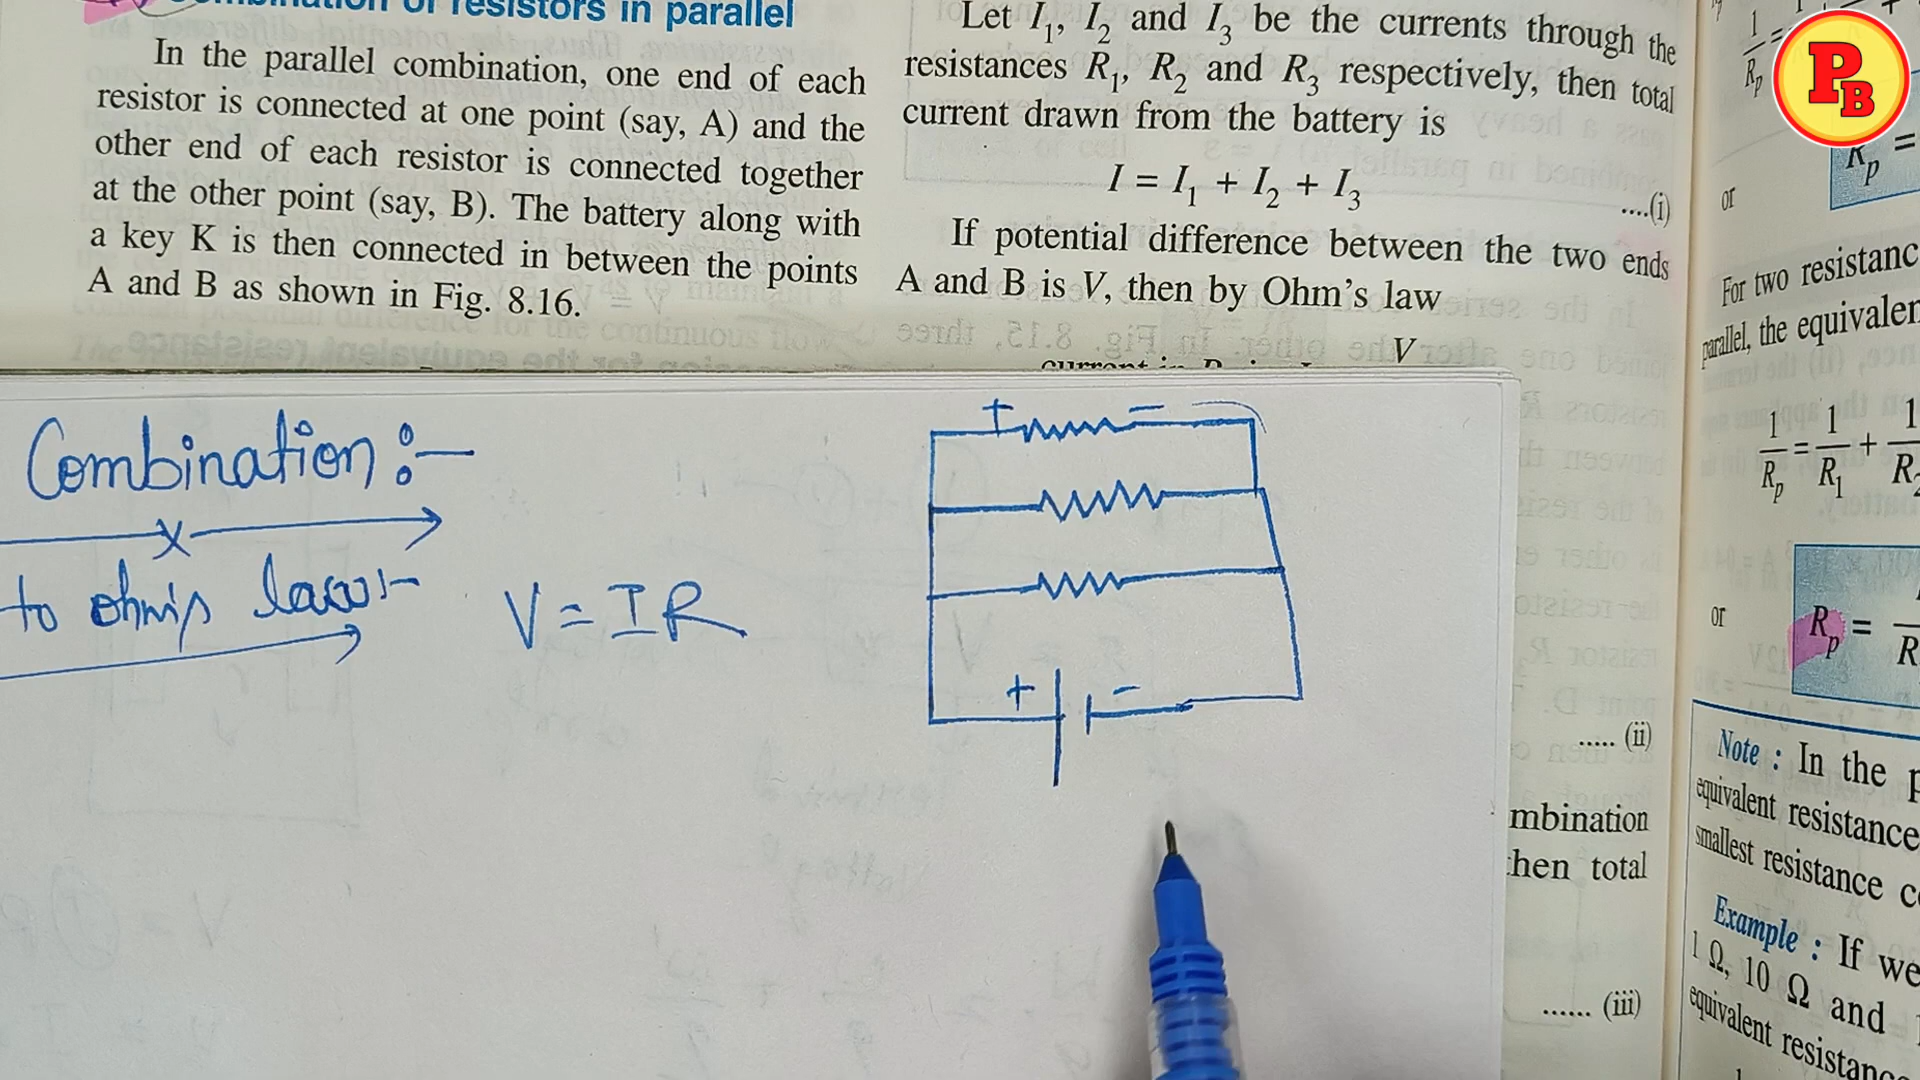 resistors in parallel
In the parallel combination, one end of each
resistor is connected at one point (say, A) and the
other end of each resistor is connected together
at the other point (say, B). The battery along with
a key K is then connected in between the points
A and B as shown in Fig. 8.16.
Let I₁, I₂ and I₃ be the currents through the
resistances R₁, R₂ and R₃ respectively, then total
current drawn from the battery is
I = I₁ + I₂ + I₃ ....(i)
If potential difference between the two ends
A and B is V, then by Ohm's law
V
..... (ii)
mbination
then total
...... (iii)
1/Rₚ =
or Rₚ =
For two resistanc
parallel, the equivalen
1/Rₚ = 1/R₁ + 1/R₂
or Rₚ =
R
Note : In the p
equivalent resistance
smallest resistance c
Example : If we
1 Ω, 10 Ω and
equivalent resistanc
PB
Combination :-
to ohm's law:-
V = IR
+ -
+ -